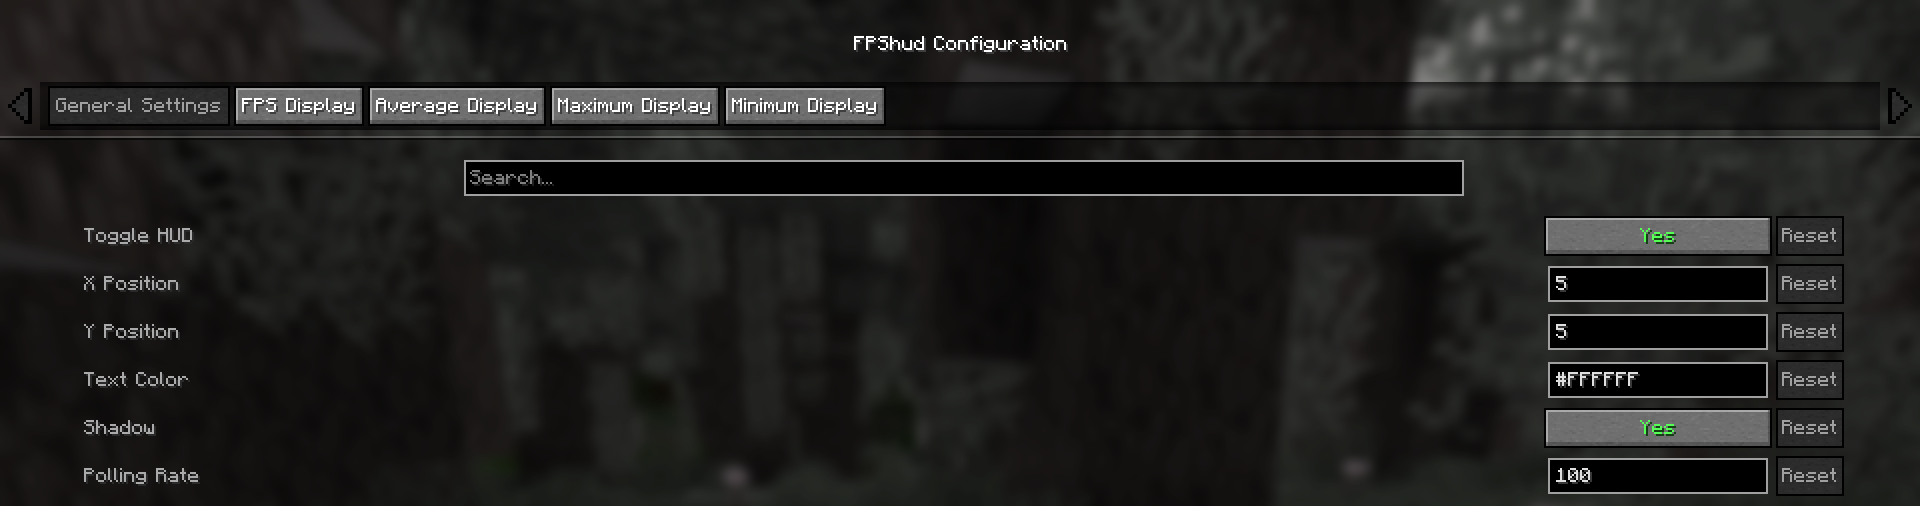 FPShud Configuration
General Settings FPS Display Average Display Maximum Display Minimum Display
Search...
Toggle HUD Yes Reset
X Position 5 Reset
Y Position 5 Reset
Text Color #FFFFFF Reset
Shadow Yes Reset
Polling Rate 100 Reset